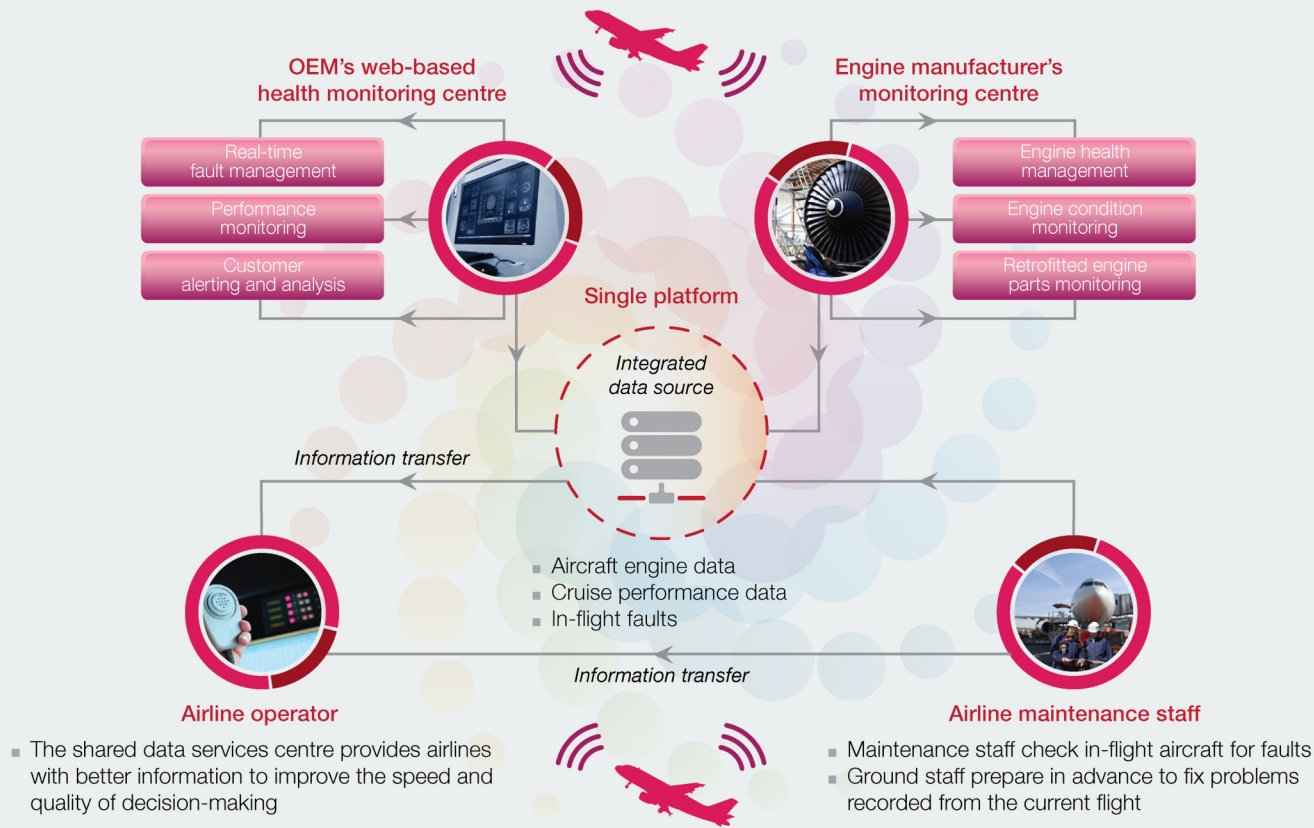 OEM's web-based
health monitoring centre
Engine manufacturer's
monitoring centre
Real-time
fault management
Performance
monitoring
Customer
alerting and analysis
Engine health
management
Engine condition
monitoring
Retrofitted engine
parts monitoring
Single platform
Integrated
data source
Information transfer
Aircraft engine data
Cruise performance data
In-flight faults
Information transfer
Airline operator
The shared data services centre provides airlines
with better information to improve the speed and
quality of decision-making
Airline maintenance staff
Maintenance staff check in-flight aircraft for faults
Ground staff prepare in advance to fix problems
recorded from the current flight